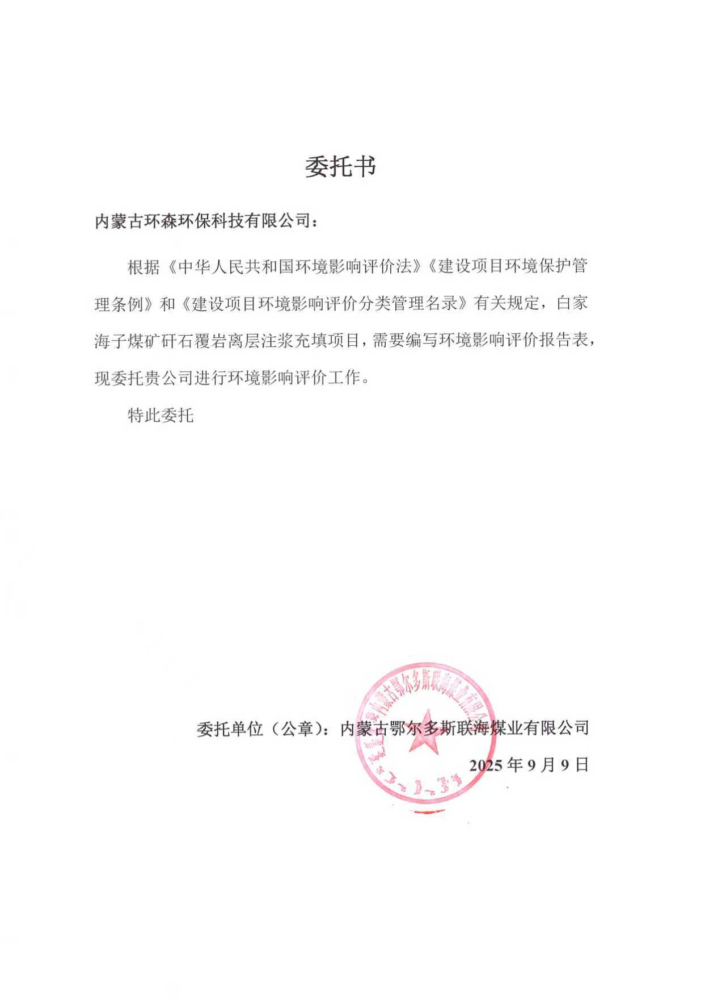 委托书
内蒙古环森环保科技有限公司：
根据《中华人民共和国环境影响评价法》《建设项目环境保护管
理条例》和《建设项目环境影响评价分类管理名录》有关规定，白家
海子煤矿矸石覆岩离层注浆充填项目，需要编写环境影响评价报告表，
现委托贵公司进行环境影响评价工作。
特此委托
内蒙古鄂尔多斯联海煤业有限公司
委托单位（公章）：内蒙古鄂尔多斯联海煤业有限公司
2025 年 9 月 9 日